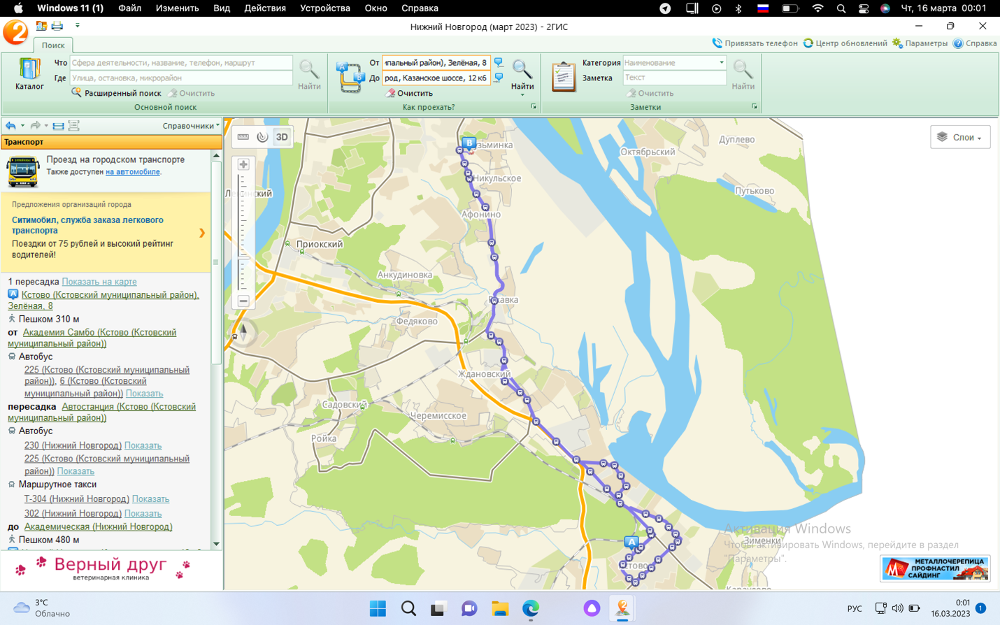 Windows 11 (1) Файл Изменить Вид Действия Устройства Окно Справка Чт, 16 марта 00:01
Нижний Новгород (март 2023) - 2ГИС
Поиск
Привязать телефон Центр обновлений Параметры Справка
Что Сфера деятельности, название, телефон, маршрут
Где Улица, остановка, микрорайон
Каталог
Найти
Расширенный поиск Очистить
Основной поиск
От ипальный район), Зелёная, 8
До род, Казанское шоссе, 12 к6
Найти
Очистить
Как проехать?
Категория Наименование
Заметка Текст
Найти
Очистить
Заметки
Справочники
Транспорт
Проезд на городском транспорте
Также доступен на автомобиле.
Предложения организаций города
Ситимобил, служба заказа легкового
транспорта
Поездки от 75 рублей и высокий рейтинг
водителей!
1 пересадка Показать на карте
A Кстово (Кстовский муниципальный район),
Зелёная, 8
Пешком 310 м
от Академия Самбо (Кстово (Кстовский
муниципальный район))
Автобус
225 (Кстово (Кстовский муниципальный
район)), 6 (Кстово (Кстовский
муниципальный район)) Показать
пересадка Автостанция (Кстово (Кстовский
муниципальный район))
Автобус
230 (Нижний Новгород) Показать
225 (Кстово (Кстовский муниципальный
район)) Показать
Маршрутное такси
Т-304 (Нижний Новгород) Показать
302 (Нижний Новгород) Показать
до Академическая (Нижний Новгород)
Пешком 480 м
Верный друг
ветеринарная клиника
3D
Слои
B
зьминка
Октябрьский
Дуплево
Никульское
Путьково
Афонино
Приокский
Анкудиновка
Федяково
Ждановский
Садовский
Черемисское
Ройка
A
стово
Зименки
Активация Windows
Чтобы активировать Windows, перейдите в раздел
"Параметры".
МЕТАЛЛОЧЕРЕПИЦА
ПРОФНАСТИЛ
САЙДИНГ
3°C
Облачно
РУС
0:01
16.03.2023
1